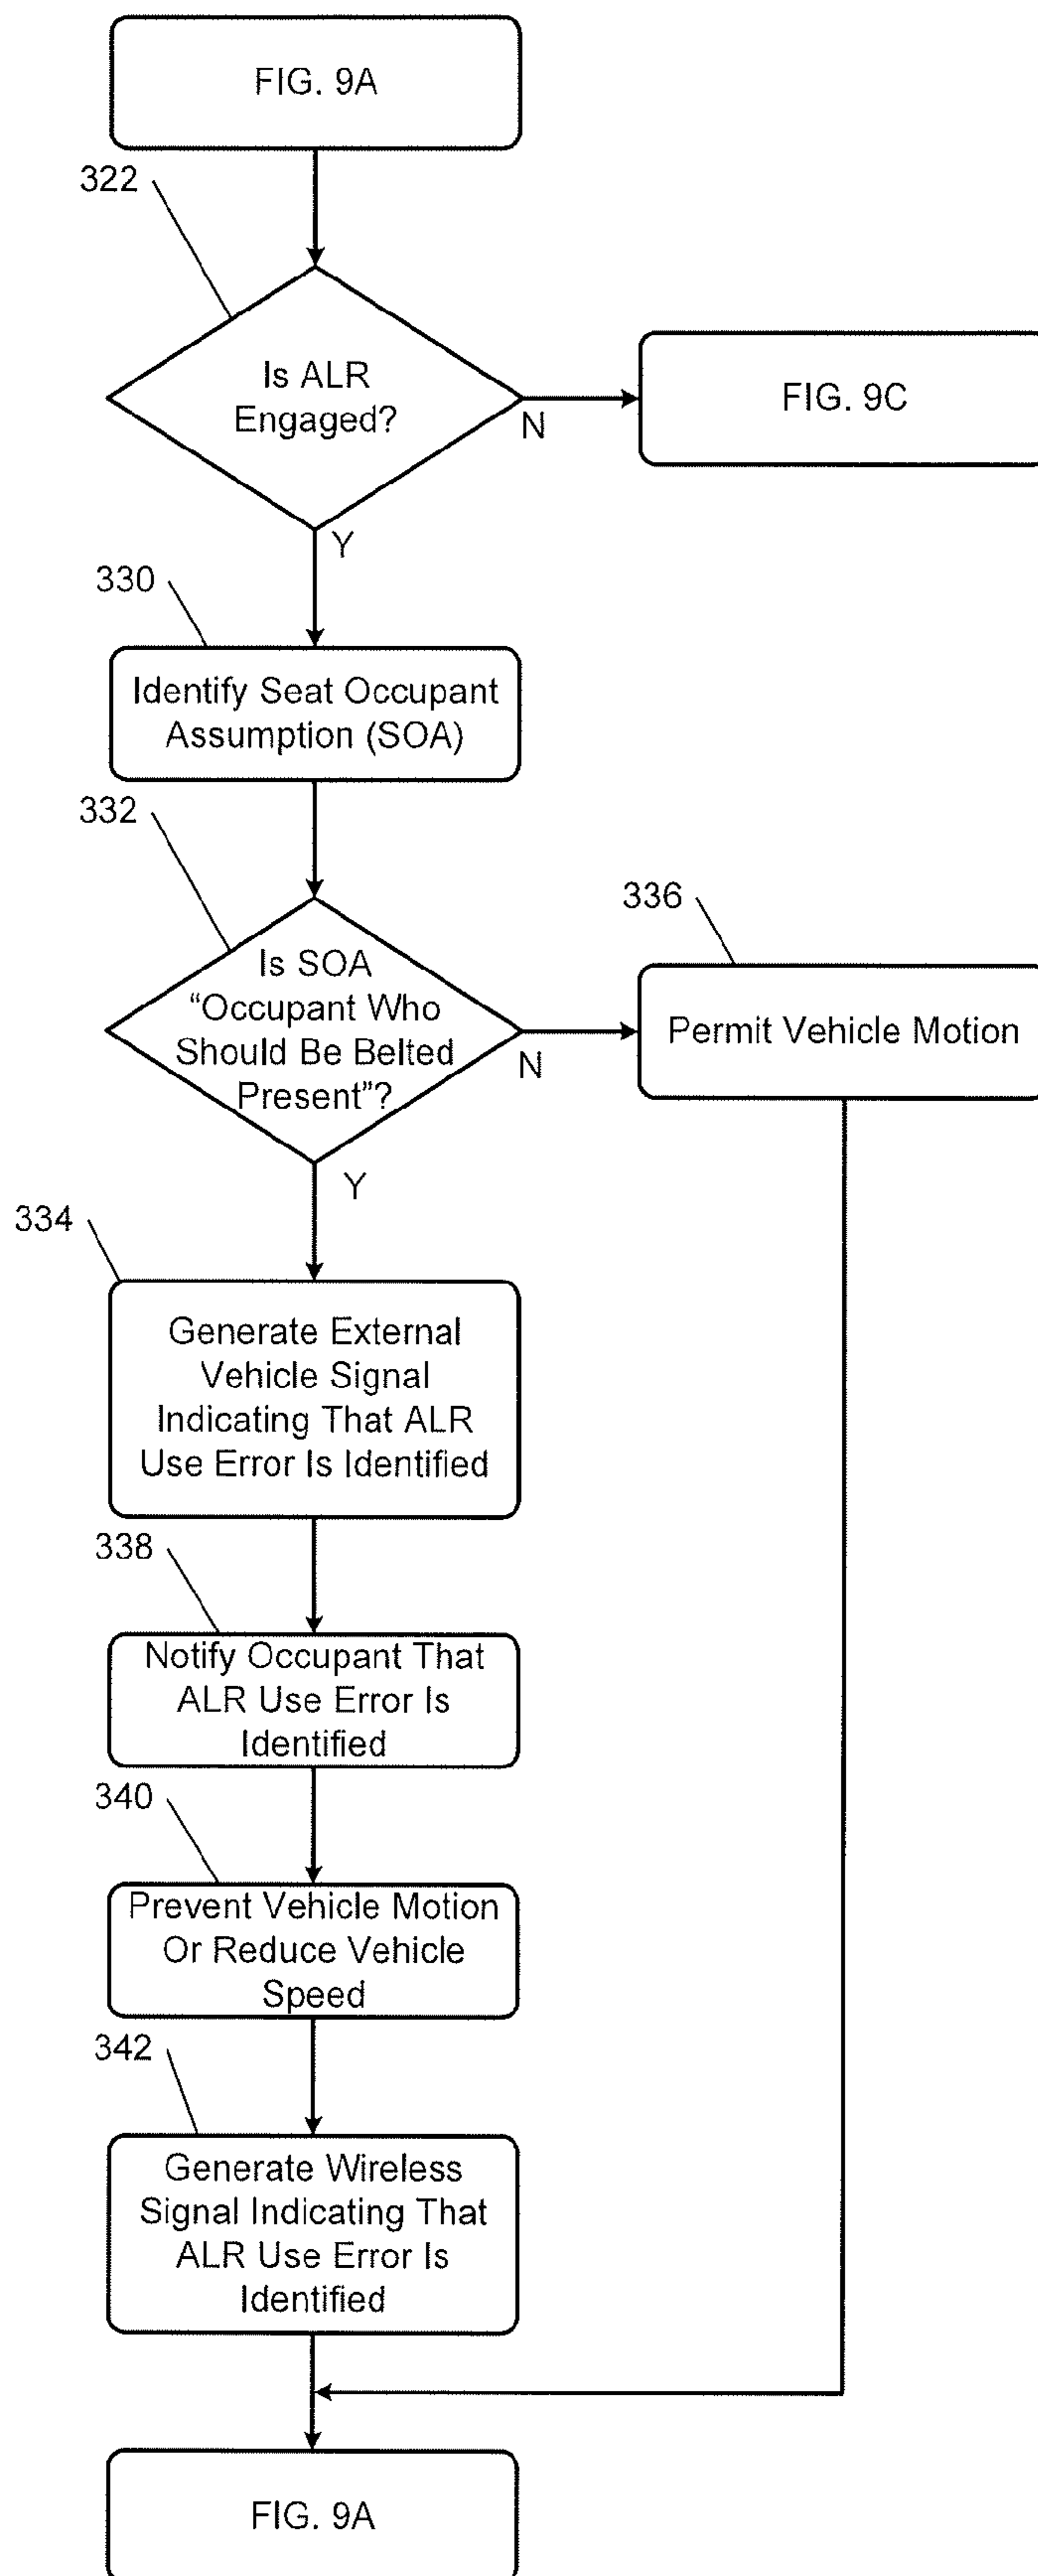 FIG. 9A
322
Is ALR
Engaged?
N
FIG. 9C
Y
330
Identify Seat Occupant
Assumption (SOA)
332
Is SOA
“Occupant Who
Should Be Belted
Present”?
N
336
Permit Vehicle Motion
Y
334
Generate External
Vehicle Signal
Indicating That ALR
Use Error Is Identified
338
Notify Occupant That
ALR Use Error Is
Identified
340
Prevent Vehicle Motion
Or Reduce Vehicle
Speed
342
Generate Wireless
Signal Indicating That
ALR Use Error Is
Identified
FIG. 9A